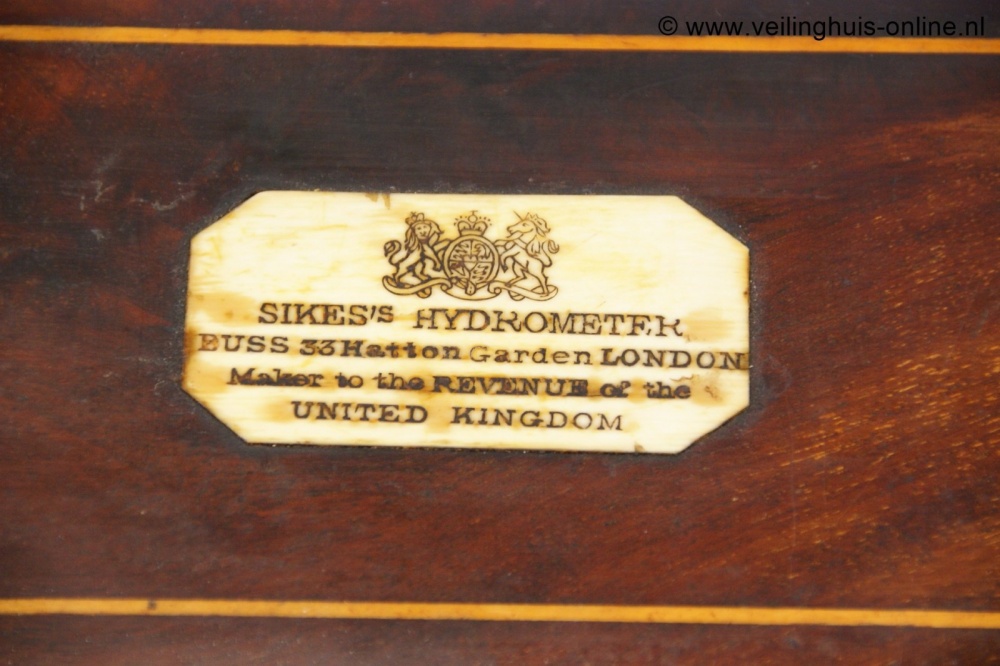 © www.veilinghuis-online.nl
SIKES'S HYDROMETER
BUSS 33 Hatton Garden LONDON
Maker to the REVENUE of the
UNITED KINGDOM